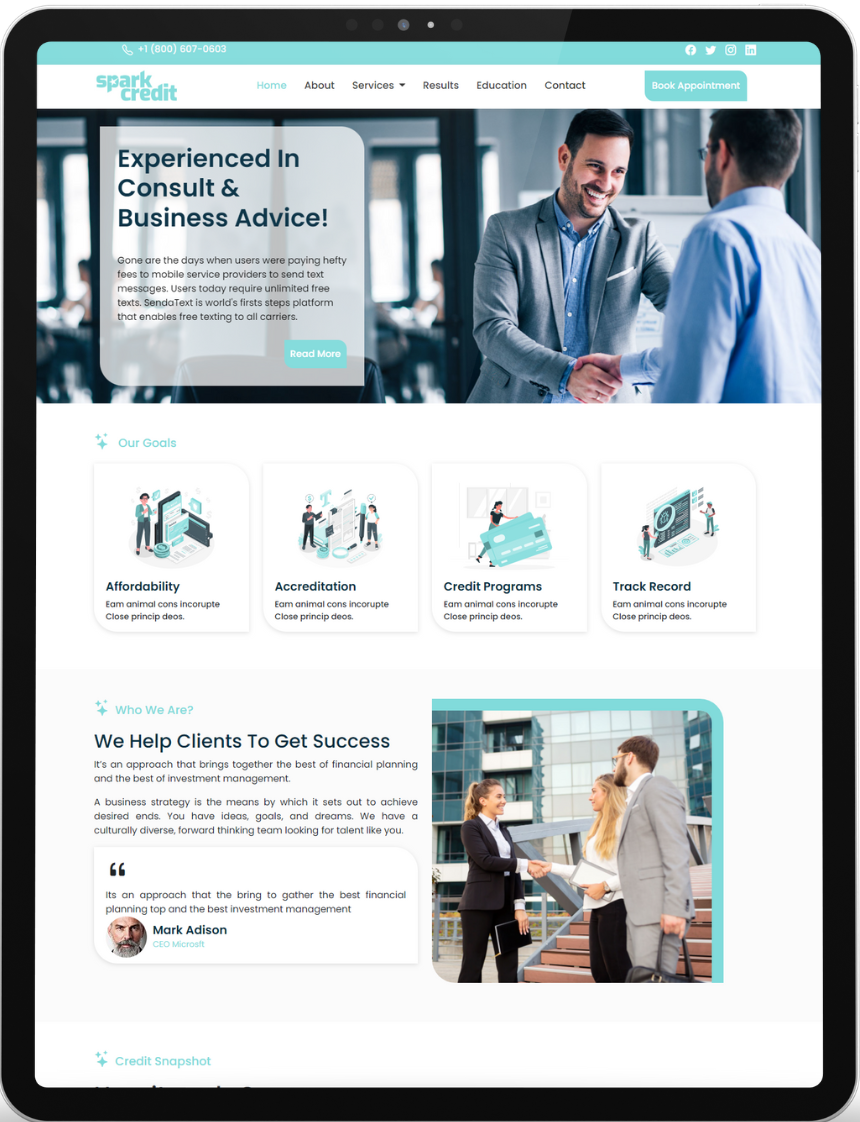 +1 (800) 607-0603
spark
credit
Home About Services Results Education Contact
Book Appointment
Experienced In
Consult &
Business Advice!
Gone are the days when users were paying hefty
fees to mobile service providers to send text
messages. Users today require unlimited free
texts. SendaText is world's firsts steps platform
that enables free texting to all carriers.
Read More
Our Goals
Affordability
Eam animal cons incorupte
Close princip deos.
Accreditation
Eam animal cons incorupte
Close princip deos.
Credit Programs
Eam animal cons incorupte
Close princip deos.
Track Record
Eam animal cons incorupte
Close princip deos.
Who We Are?
We Help Clients To Get Success
It's an approach that brings together the best of financial planning
and the best of investment management.
A business strategy is the means by which it sets out to achieve
desired ends. You have ideas, goals, and dreams. We have a
culturally diverse, forward thinking team looking for talent like you.
“
Its an approach that the bring to gather the best financial
planning top and the best investment management
Mark Adison
CEO Microsft
Credit Snapshot